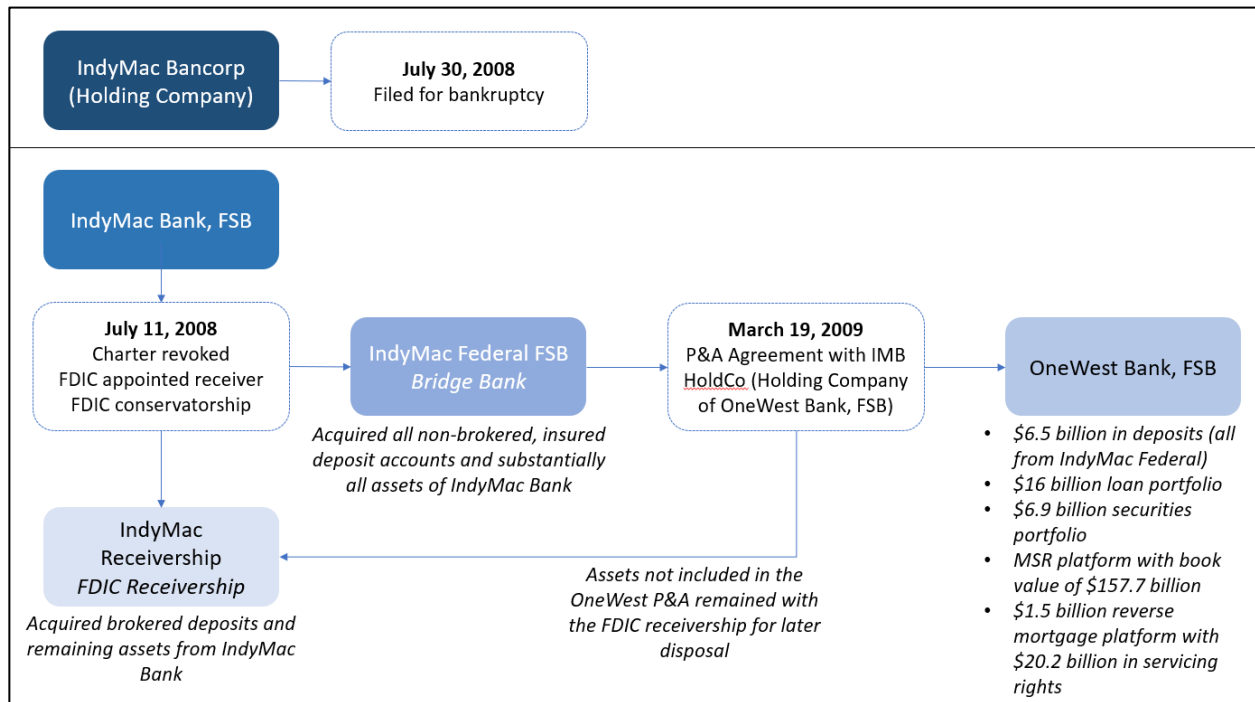 IndyMac Bancorp
(Holding Company)
July 30, 2008
Filed for bankruptcy
IndyMac Bank, FSB
July 11, 2008
Charter revoked
FDIC appointed receiver
FDIC conservatorship
IndyMac Federal FSB
Bridge Bank
Acquired all non-brokered, insured
deposit accounts and substantially
all assets of IndyMac Bank
March 19, 2009
P&A Agreement with IMB
HoldCo (Holding Company
of OneWest Bank, FSB)
OneWest Bank, FSB
• $6.5 billion in deposits (all
from IndyMac Federal)
• $16 billion loan portfolio
• $6.9 billion securities
portfolio
• MSR platform with book
value of $157.7 billion
• $1.5 billion reverse
mortgage platform with
$20.2 billion in servicing
rights
IndyMac
Receivership
FDIC Receivership
Acquired brokered deposits and
remaining assets from IndyMac
Bank
Assets not included in the
OneWest P&A remained with
the FDIC receivership for later
disposal